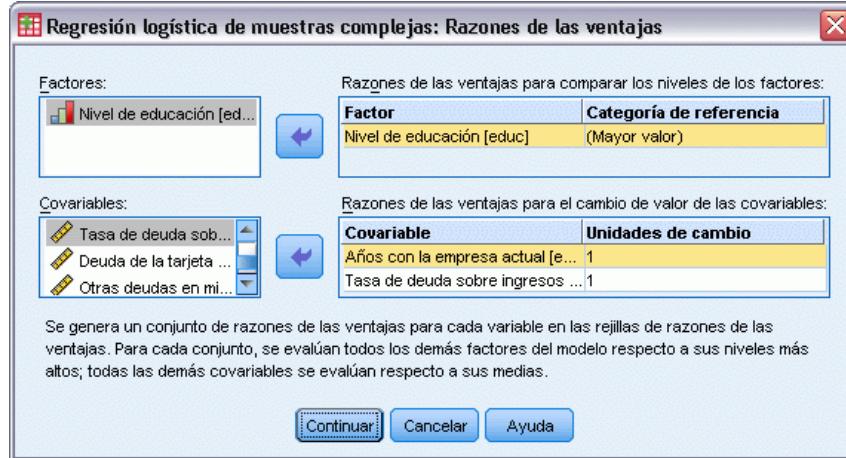 Regresión logística de muestras complejas: Razones de las ventajas
Factores:
Nivel de educación [ed...
Razones de las ventajas para comparar los niveles de los factores:
Factor Categoría de referencia
Nivel de educación [educ] (Mayor valor)
Covariables:
Tasa de deuda sob...
Deuda de la tarjeta ...
Otras deudas en mi...
Razones de las ventajas para el cambio de valor de las covariables:
Covariable Unidades de cambio
Años con la empresa actual [e... 1
Tasa de deuda sobre ingresos ... 1
Se genera un conjunto de razones de las ventajas para cada variable en las rejillas de razones de las
ventajas. Para cada conjunto, se evalúan todos los demás factores del modelo respecto a sus niveles más
altos; todas las demás covariables se evalúan respecto a sus medias.
Continuar Cancelar Ayuda